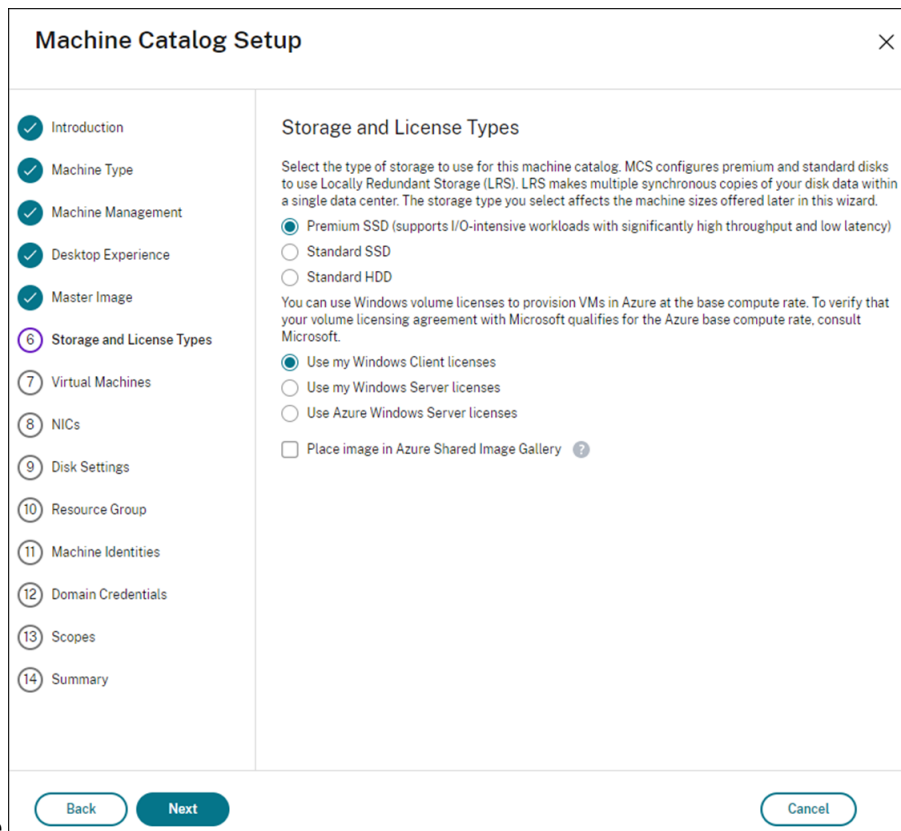 Machine Catalog Setup
Introduction
Machine Type
Machine Management
Desktop Experience
Master Image
6 Storage and License Types
7 Virtual Machines
8 NICs
9 Disk Settings
10 Resource Group
11 Machine Identities
12 Domain Credentials
13 Scopes
14 Summary
Storage and License Types
Select the type of storage to use for this machine catalog. MCS configures premium and standard disks
to use Locally Redundant Storage (LRS). LRS makes multiple synchronous copies of your disk data within
a single data center. The storage type you select affects the machine sizes offered later in this wizard.
Premium SSD (supports I/O-intensive workloads with significantly high throughput and low latency)
Standard SSD
Standard HDD
You can use Windows volume licenses to provision VMs in Azure at the base compute rate. To verify that
your volume licensing agreement with Microsoft qualifies for the Azure base compute rate, consult
Microsoft.
Use my Windows Client licenses
Use my Windows Server licenses
Use Azure Windows Server licenses
Place image in Azure Shared Image Gallery ?
Back
Next
Cancel